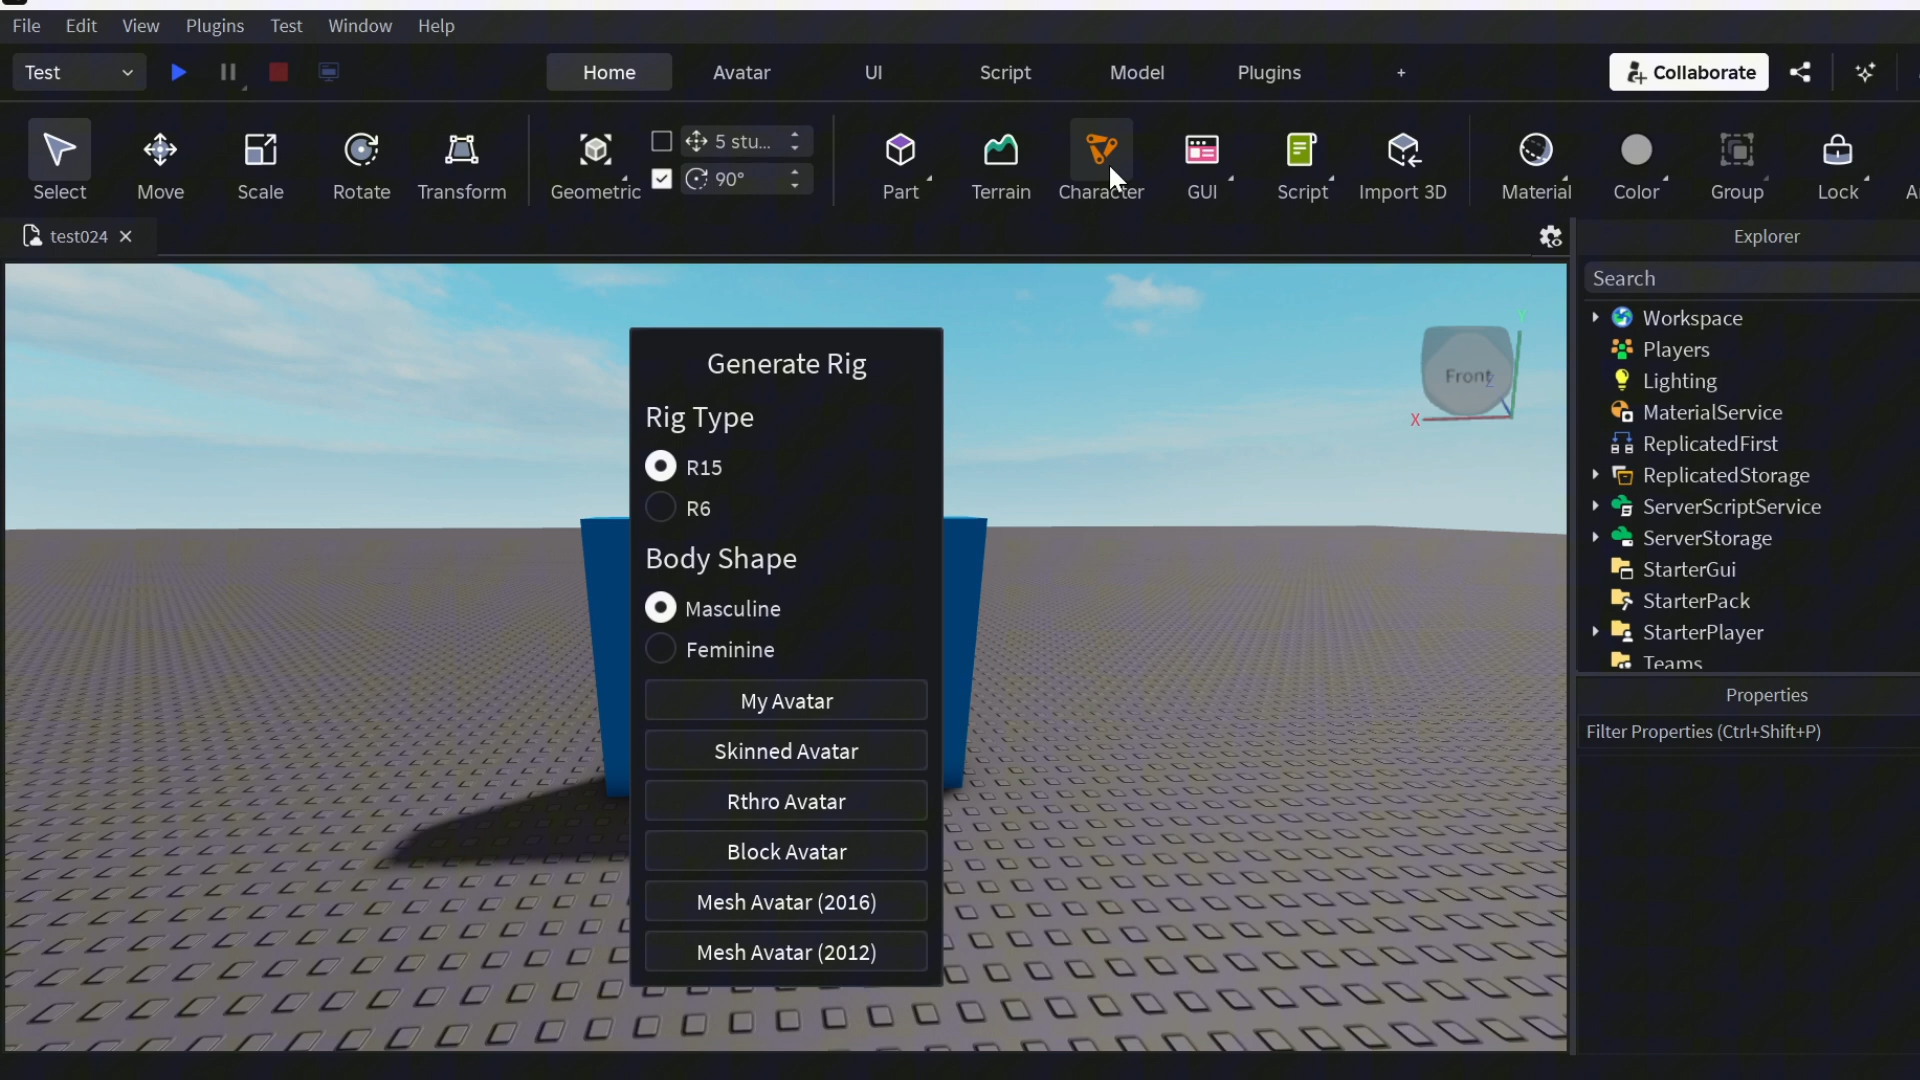 File Edit View Plugins Test Window Help
Test Home Avatar UI Script Model Plugins + Collaborate
5 stu...
90°
Select Move Scale Rotate Transform Geometric Part Terrain Character GUI Script Import 3D Material Color Group Lock
test024
Explorer
Search
Workspace
Players
Lighting
MaterialService
ReplicatedFirst
ReplicatedStorage
ServerScriptService
ServerStorage
StarterGui
StarterPack
StarterPlayer
Teams
Properties
Filter Properties (Ctrl+Shift+P)
Y
Front
Z
X
Generate Rig
Rig Type
R15
R6
Body Shape
Masculine
Feminine
My Avatar
Skinned Avatar
Rthro Avatar
Block Avatar
Mesh Avatar (2016)
Mesh Avatar (2012)